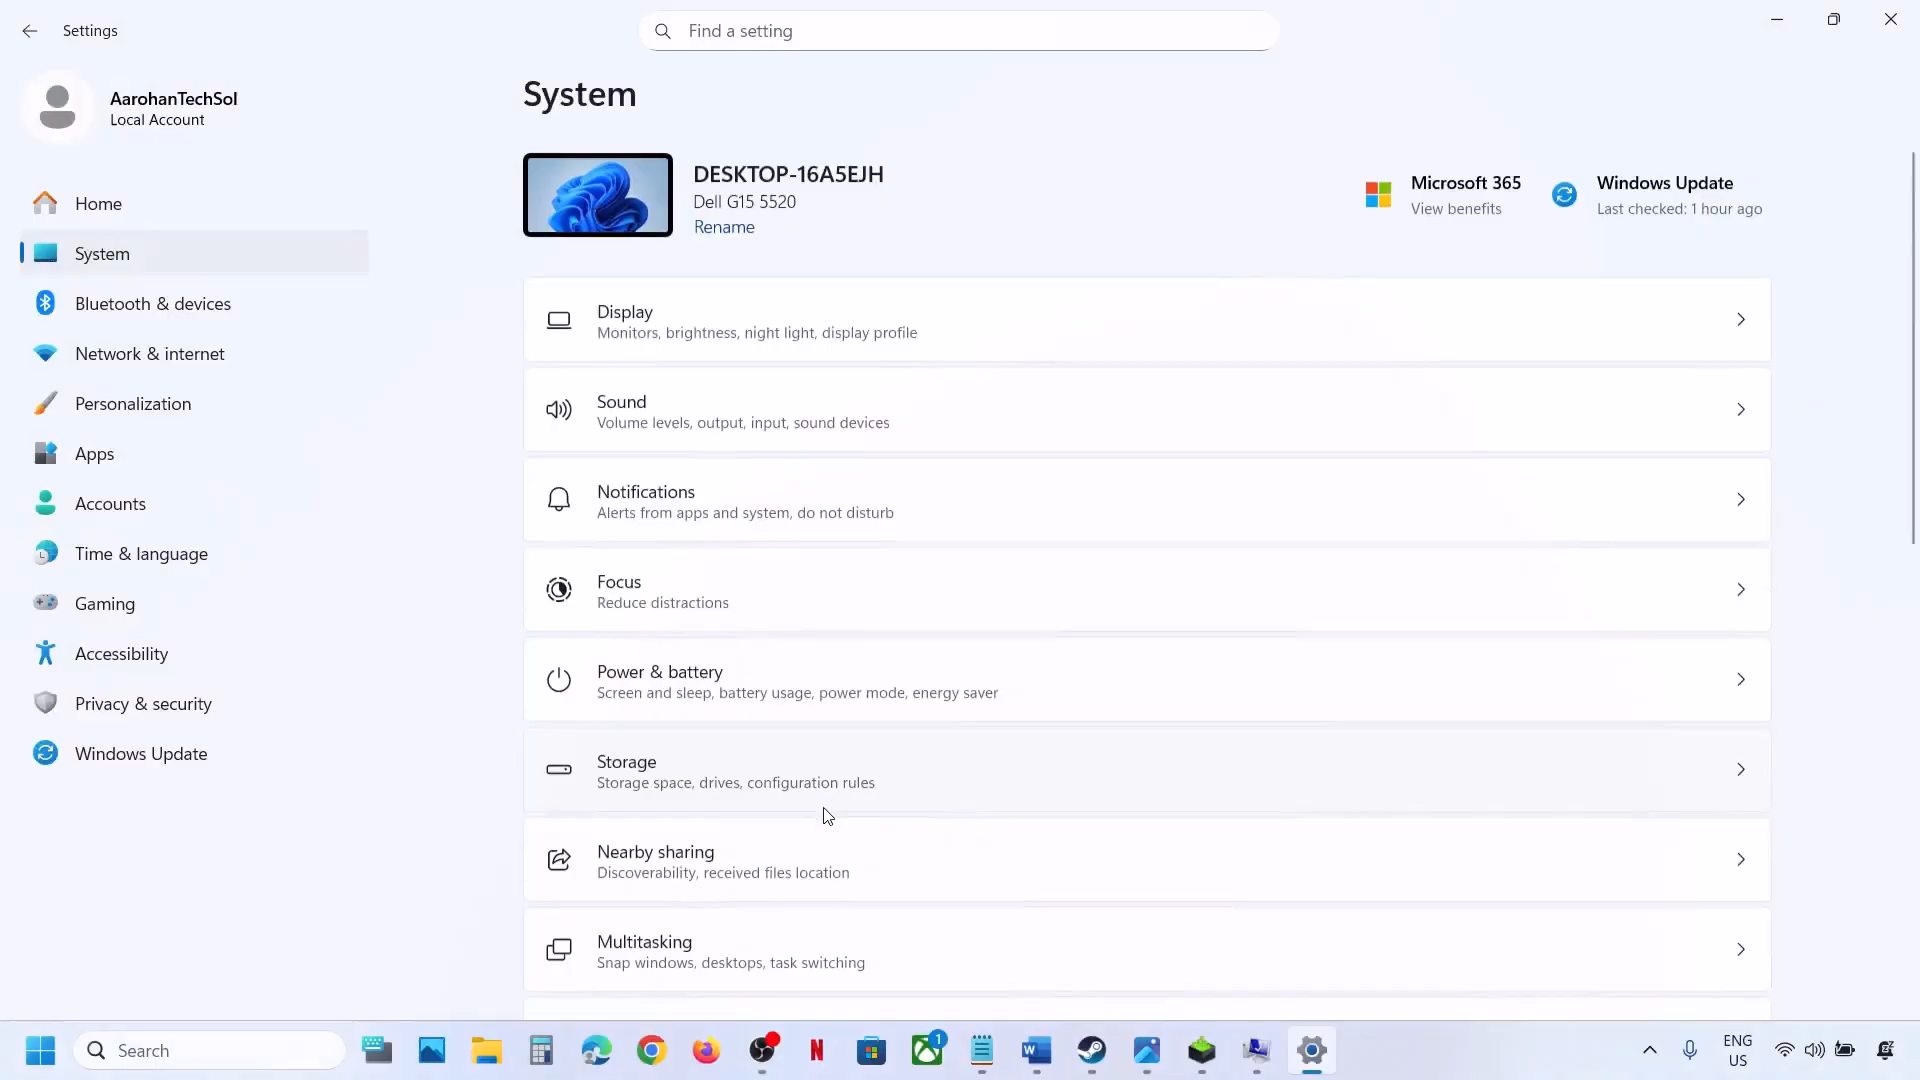 Settings
Find a setting
AarohanTechSol
Local Account
Home
System
Bluetooth & devices
Network & internet
Personalization
Apps
Accounts
Time & language
Gaming
Accessibility
Privacy & security
Windows Update
System
DESKTOP-16A5EJH
Dell G15 5520
Rename
Microsoft 365
View benefits
Windows Update
Last checked: 1 hour ago
Display
Monitors, brightness, night light, display profile
Sound
Volume levels, output, input, sound devices
Notifications
Alerts from apps and system, do not disturb
Focus
Reduce distractions
Power & battery
Screen and sleep, battery usage, power mode, energy saver
Storage
Storage space, drives, configuration rules
Nearby sharing
Discoverability, received files location
Multitasking
Snap windows, desktops, task switching
Search
N
1
W
ENG
US